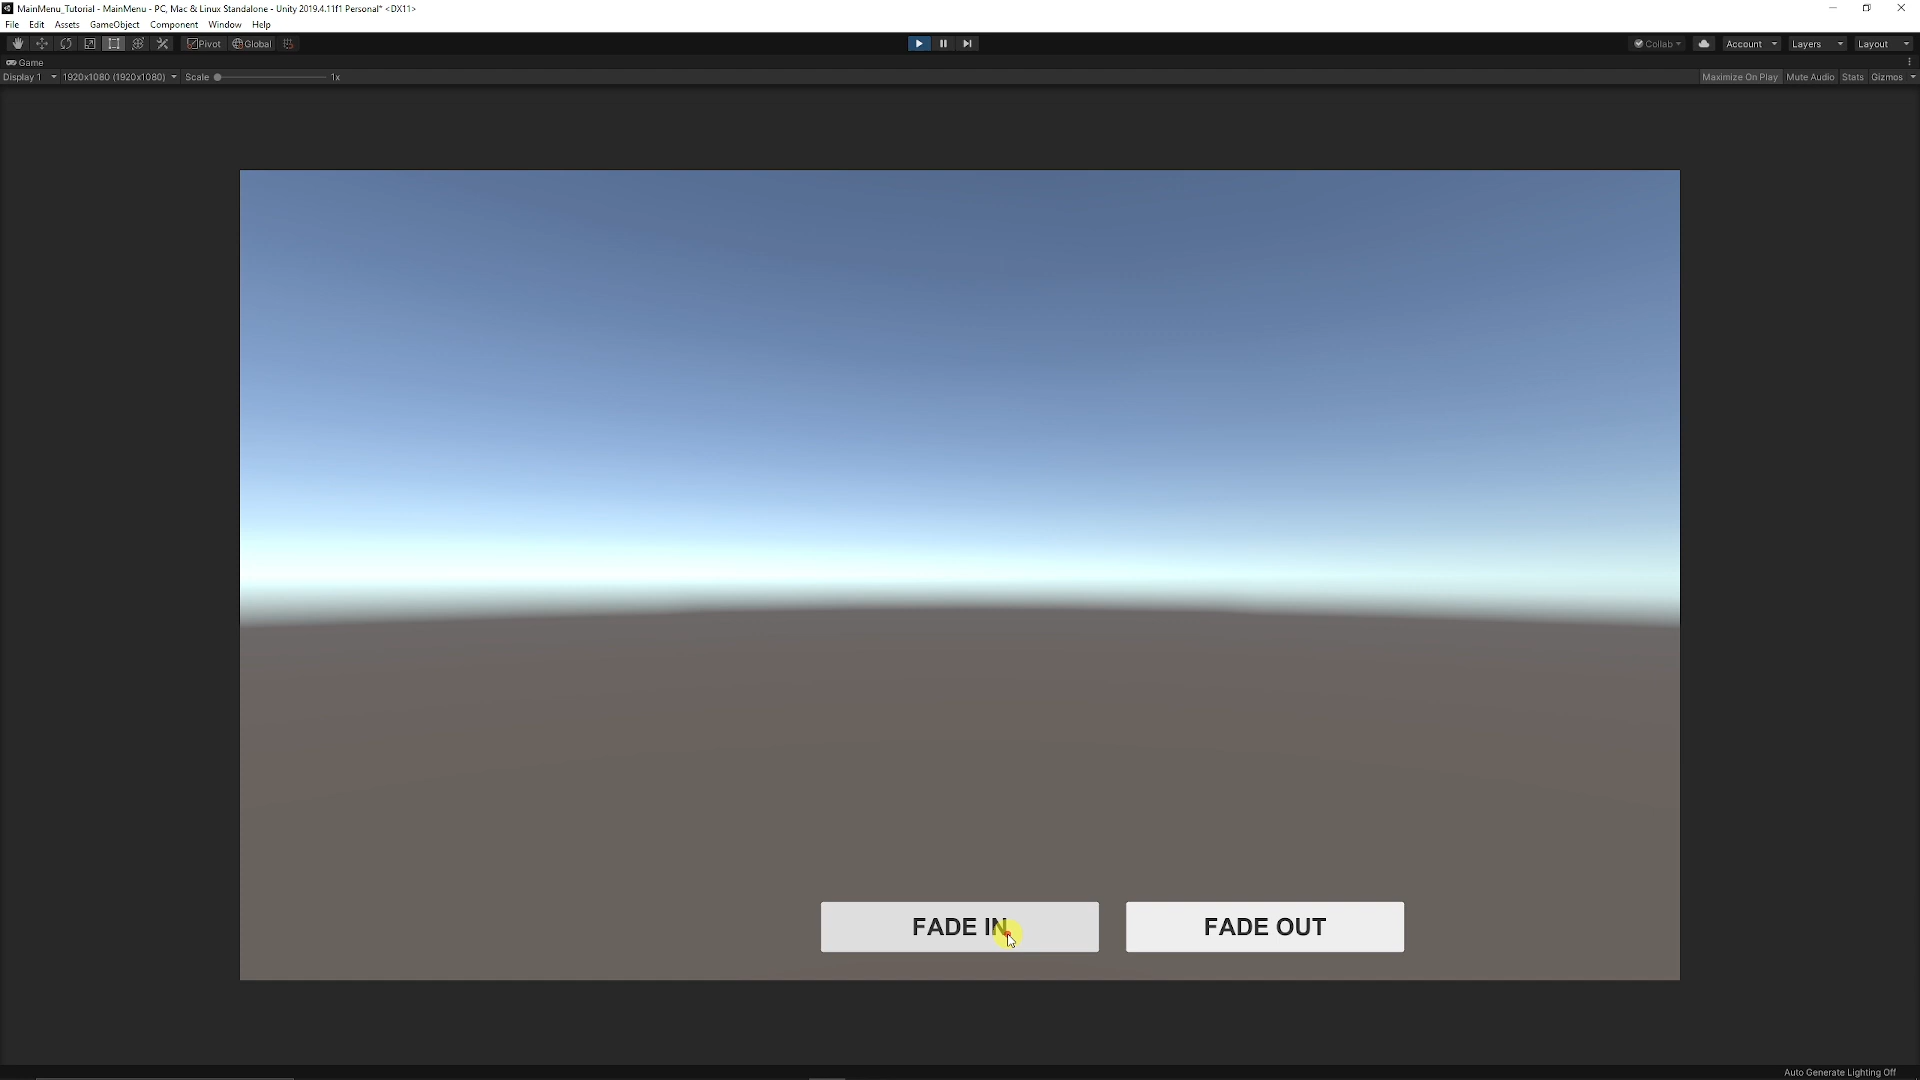 MainMenu_Tutorial - MainMenu - PC, Mac & Linux Standalone - Unity 2019.4.11f1 Personal* <DX11>
File Edit Assets GameObject Component Window Help
Pivot Global Collab Account Layers Layout
Game
Display 1 1920x1080 (1920x1080) Scale 1x Maximize On Play Mute Audio Stats Gizmos
FADE IN FADE OUT
Auto Generate Lighting Off